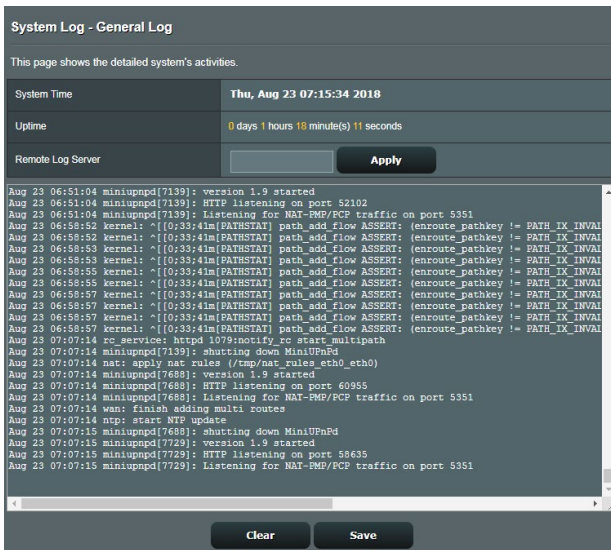 System Log - General Log
This page shows the detailed system's activities.
System Time Thu, Aug 23 07:15:34 2018
Uptime 0 days 1 hours 18 minute(s) 11 seconds
Remote Log Server Apply
Aug 23 06:51:04 miniupnpd[7139]: version 1.9 started
Aug 23 06:51:04 miniupnpd[7139]: HTTP listening on port 52102
Aug 23 06:51:04 miniupnpd[7139]: Listening for NAT-PMP/PCP traffic on port 5351
Aug 23 06:58:52 kernel: ^[[0;33;41m[PATHSTAT] path_add_flow ASSERT: (enroute_pathkey != PATH_IX_INVAL
Aug 23 06:58:52 kernel: ^[[0;33;41m[PATHSTAT] path_add_flow ASSERT: (enroute_pathkey != PATH_IX_INVAL
Aug 23 06:58:53 kernel: ^[[0;33;41m[PATHSTAT] path_add_flow ASSERT: (enroute_pathkey != PATH_IX_INVAL
Aug 23 06:58:53 kernel: ^[[0;33;41m[PATHSTAT] path_add_flow ASSERT: (enroute_pathkey != PATH_IX_INVAL
Aug 23 06:58:55 kernel: ^[[0;33;41m[PATHSTAT] path_add_flow ASSERT: (enroute_pathkey != PATH_IX_INVAL
Aug 23 06:58:55 kernel: ^[[0;33;41m[PATHSTAT] path_add_flow ASSERT: (enroute_pathkey != PATH_IX_INVAL
Aug 23 06:58:57 kernel: ^[[0;33;41m[PATHSTAT] path_add_flow ASSERT: (enroute_pathkey != PATH_IX_INVAL
Aug 23 06:58:57 kernel: ^[[0;33;41m[PATHSTAT] path_add_flow ASSERT: (enroute_pathkey != PATH_IX_INVAL
Aug 23 06:58:57 kernel: ^[[0;33;41m[PATHSTAT] path_add_flow ASSERT: (enroute_pathkey != PATH_IX_INVAL
Aug 23 06:58:57 kernel: ^[[0;33;41m[PATHSTAT] path_add_flow ASSERT: (enroute_pathkey != PATH_IX_INVAL
Aug 23 07:07:14 rc_service: httpd 1079:notify_rc start_multipath
Aug 23 07:07:14 miniupnpd[7139]: shutting down MiniUPnPd
Aug 23 07:07:14 nat: apply nat rules (/tmp/nat_rules_eth0_eth0)
Aug 23 07:07:14 miniupnpd[7688]: version 1.9 started
Aug 23 07:07:14 miniupnpd[7688]: HTTP listening on port 60955
Aug 23 07:07:14 miniupnpd[7688]: Listening for NAT-PMP/PCP traffic on port 5351
Aug 23 07:07:14 wan: finish adding multi routes
Aug 23 07:07:14 ntp: start NTP update
Aug 23 07:07:15 miniupnpd[7688]: shutting down MiniUPnPd
Aug 23 07:07:15 miniupnpd[7729]: version 1.9 started
Aug 23 07:07:15 miniupnpd[7729]: HTTP listening on port 58635
Aug 23 07:07:15 miniupnpd[7729]: Listening for NAT-PMP/PCP traffic on port 5351
Clear Save